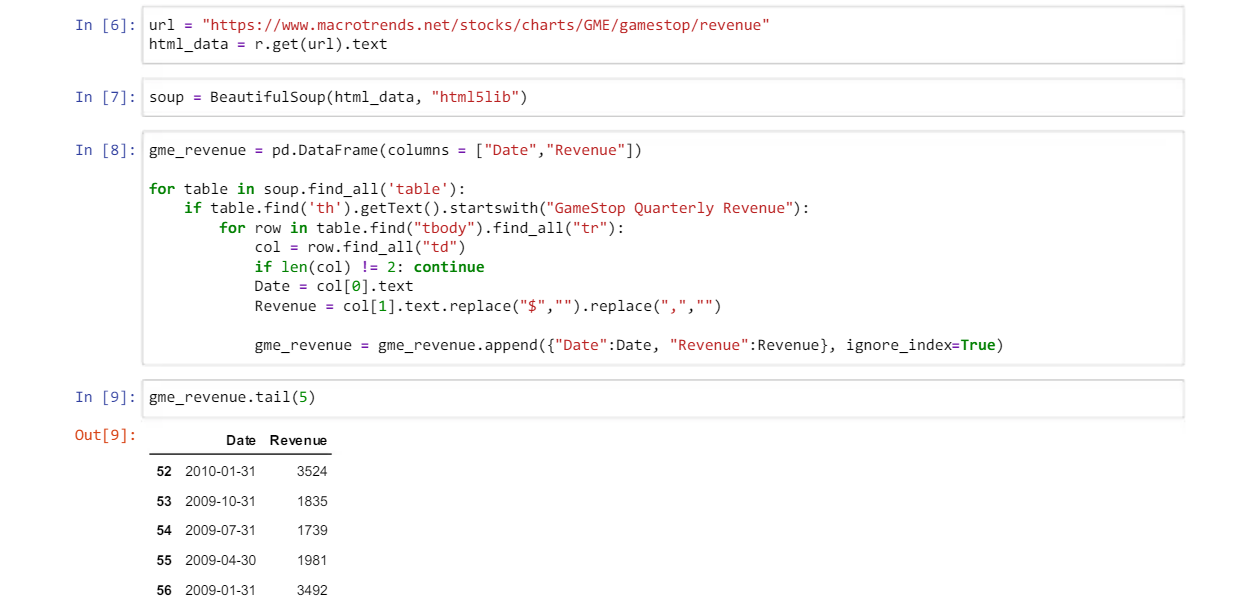 In [6]: url = "https://www.macrotrends.net/stocks/charts/GME/gamestop/revenue"
html_data = r.get(url).text
In [7]: soup = BeautifulSoup(html_data, "html5lib")
In [8]: gme_revenue = pd.DataFrame(columns = ["Date","Revenue"])
for table in soup.find_all('table'):
    if table.find('th').getText().startswith("GameStop Quarterly Revenue"):
        for row in table.find("tbody").find_all("tr"):
            col = row.find_all("td")
            if len(col) != 2: continue
            Date = col[0].text
            Revenue = col[1].text.replace("$","").replace(",","")
            gme_revenue = gme_revenue.append({"Date":Date, "Revenue":Revenue}, ignore_index=True)
In [9]: gme_revenue.tail(5)
Out[9]:
Date Revenue
52 2010-01-31 3524
53 2009-10-31 1835
54 2009-07-31 1739
55 2009-04-30 1981
56 2009-01-31 3492